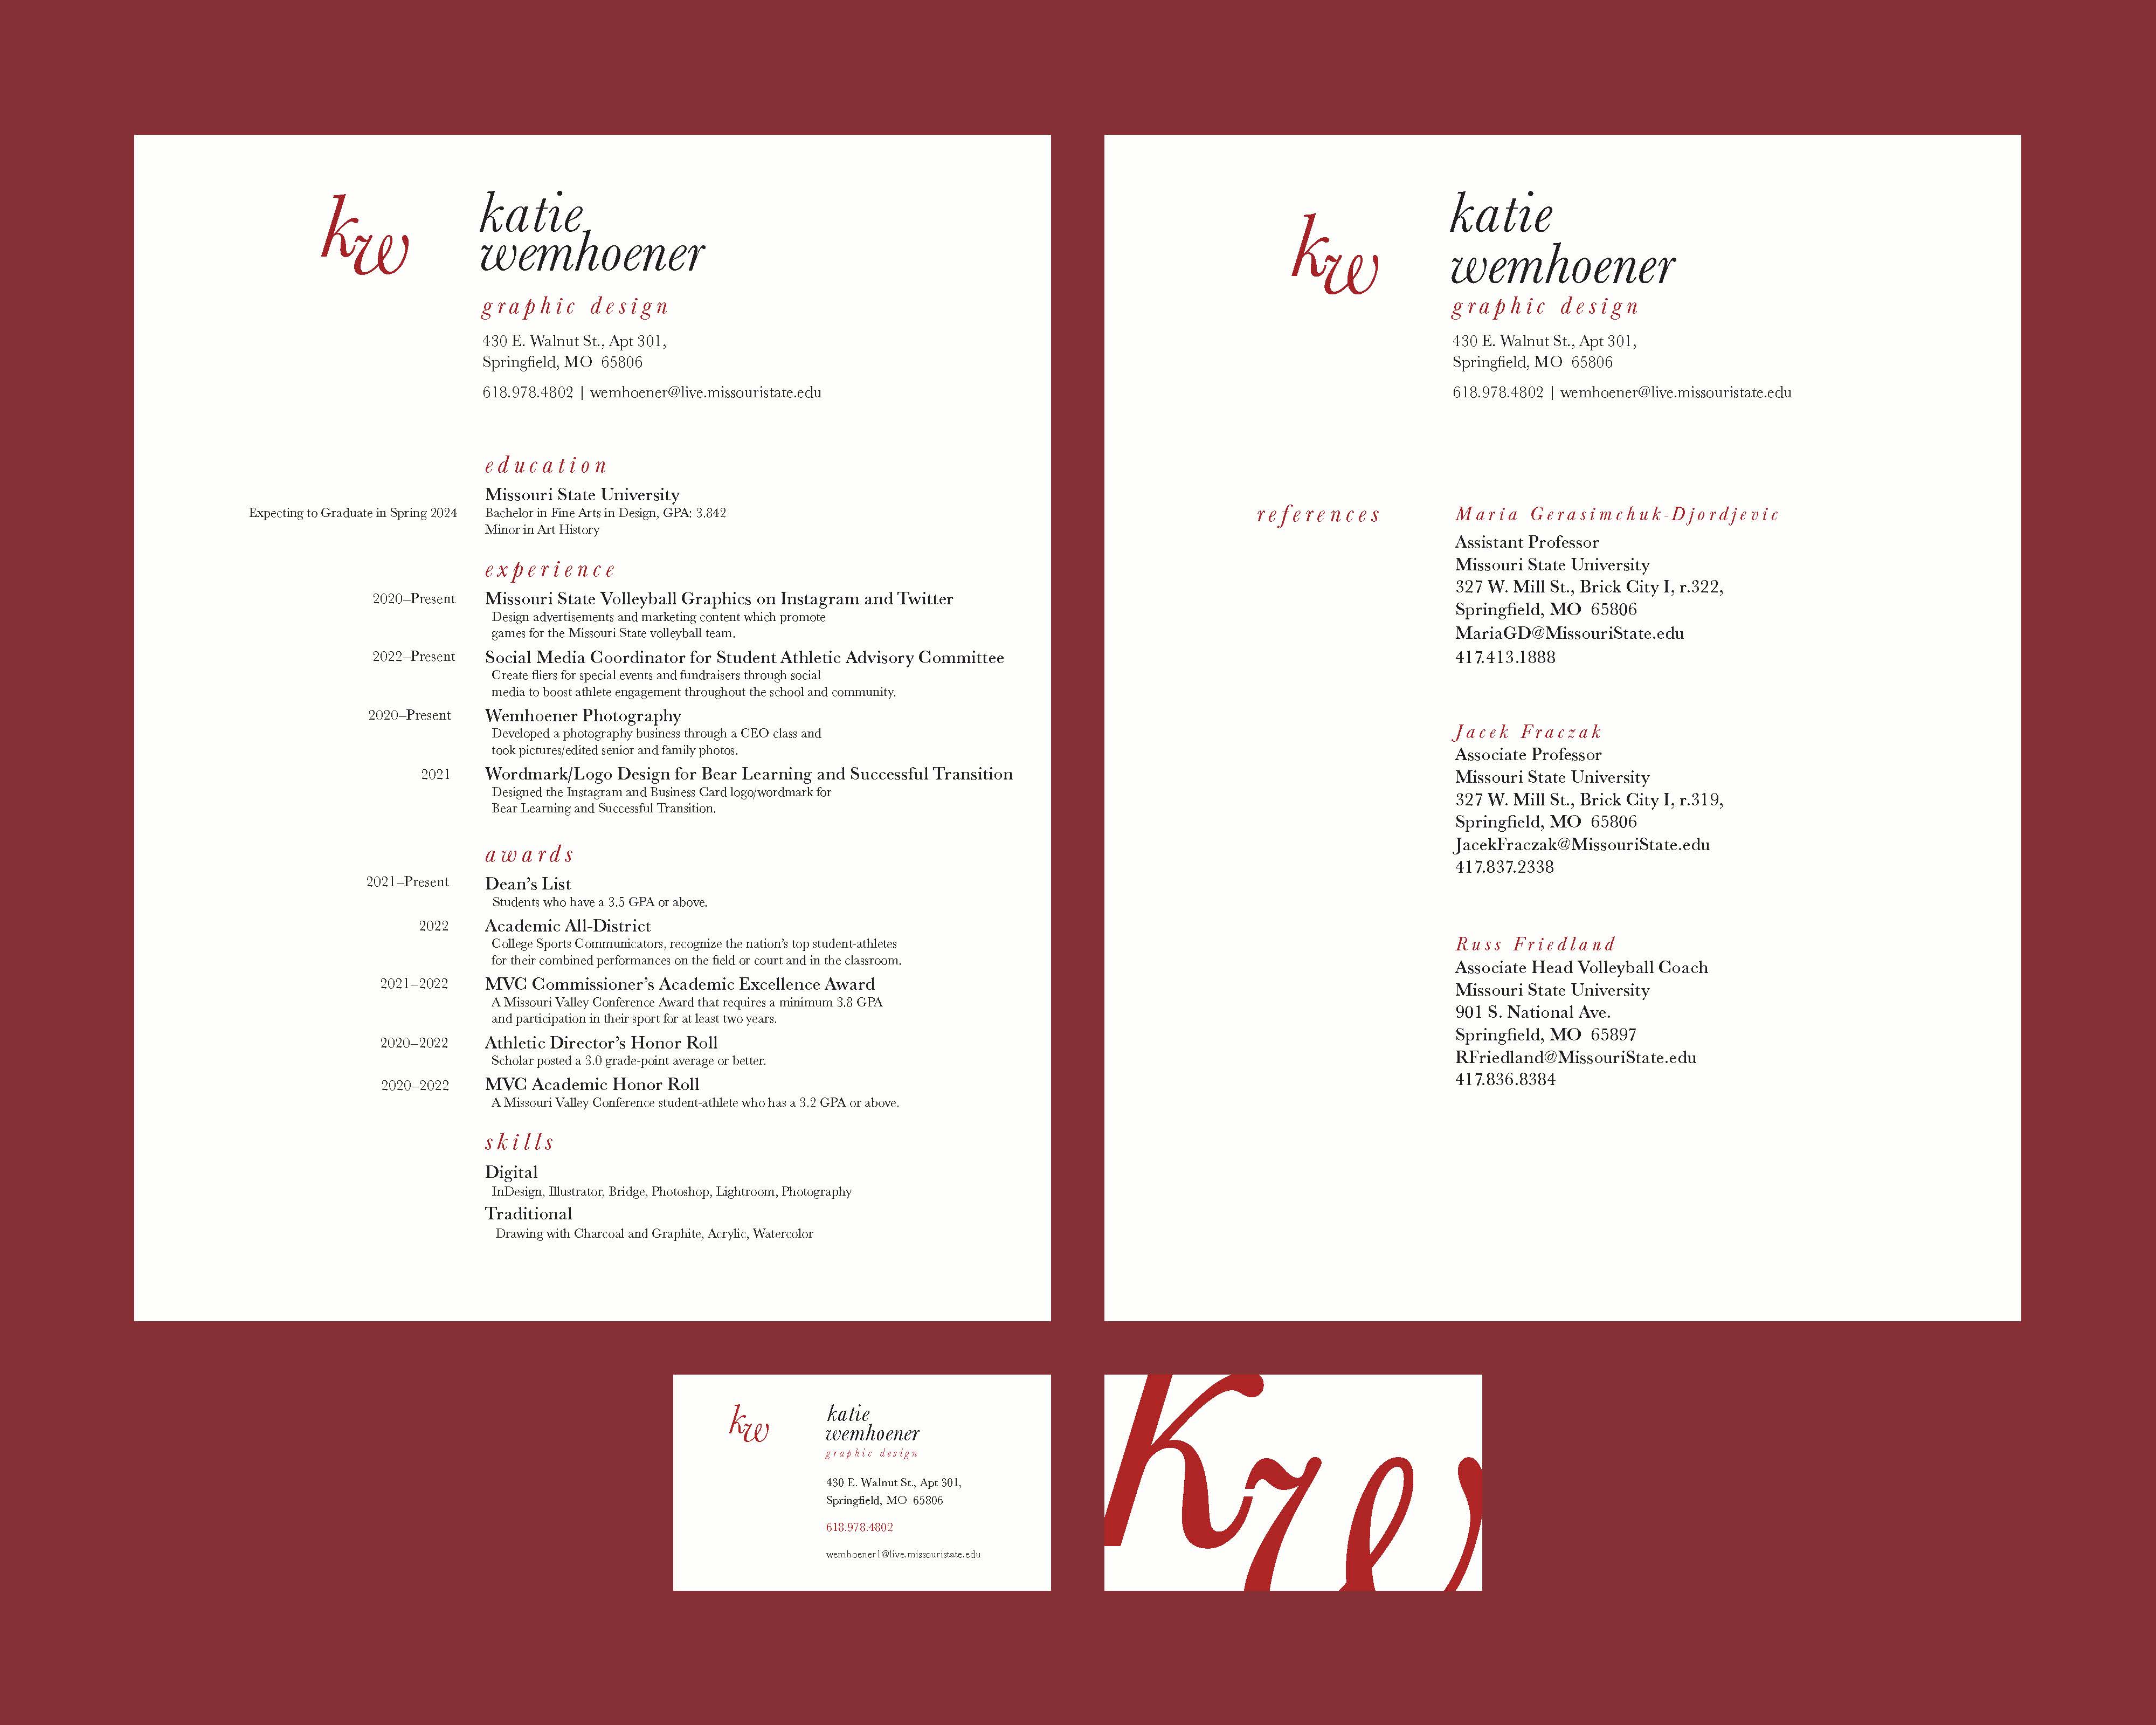 kw
katie
wemhoener
graphic design
430 E. Walnut St., Apt 301,
Springfield, MO 65806
618.978.4802 | wemhoener@live.missouristate.edu
education
Missouri State University
Expecting to Graduate in Spring 2024 Bachelor in Fine Arts in Design, GPA: 3.842
Minor in Art History
experience
2020–Present Missouri State Volleyball Graphics on Instagram and Twitter
Design advertisements and marketing content which promote
games for the Missouri State volleyball team.
2022–Present Social Media Coordinator for Student Athletic Advisory Committee
Create fliers for special events and fundraisers through social
media to boost athlete engagement throughout the school and community.
2020–Present Wemhoener Photography
Developed a photography business through a CEO class and
took pictures/edited senior and family photos.
2021 Wordmark/Logo Design for Bear Learning and Successful Transition
Designed the Instagram and Business Card logo/wordmark for
Bear Learning and Successful Transition.
awards
2021–Present Dean's List
Students who have a 3.5 GPA or above.
2022 Academic All-District
College Sports Communicators, recognize the nation's top student-athletes
for their combined performances on the field or court and in the classroom.
2021–2022 MVC Commissioner's Academic Excellence Award
A Missouri Valley Conference Award that requires a minimum 3.8 GPA
and participation in their sport for at least two years.
2020–2022 Athletic Director's Honor Roll
Scholar posted a 3.0 grade-point average or better.
2020–2022 MVC Academic Honor Roll
A Missouri Valley Conference student-athlete who has a 3.2 GPA or above.
skills
Digital
InDesign, Illustrator, Bridge, Photoshop, Lightroom, Photography
Traditional
Drawing with Charcoal and Graphite, Acrylic, Watercolor
kw
katie
wemhoener
graphic design
430 E. Walnut St., Apt 301,
Springfield, MO 65806
618.978.4802 | wemhoener@live.missouristate.edu
references
Maria Gerasimchuk-Djordjevic
Assistant Professor
Missouri State University
327 W. Mill St., Brick City I, r.322,
Springfield, MO 65806
MariaGD@MissouriState.edu
417.413.1888
Jacek Fraczak
Associate Professor
Missouri State University
327 W. Mill St., Brick City I, r.319,
Springfield, MO 65806
JacekFraczak@MissouriState.edu
417.837.2338
Russ Friedland
Associate Head Volleyball Coach
Missouri State University
901 S. National Ave.
Springfield, MO 65897
RFriedland@MissouriState.edu
417.836.8384
kw
katie
wemhoener
graphic design
430 E. Walnut St., Apt 301,
Springfield, MO 65806
618.978.4802
wemhoener1@live.missouristate.edu
kw